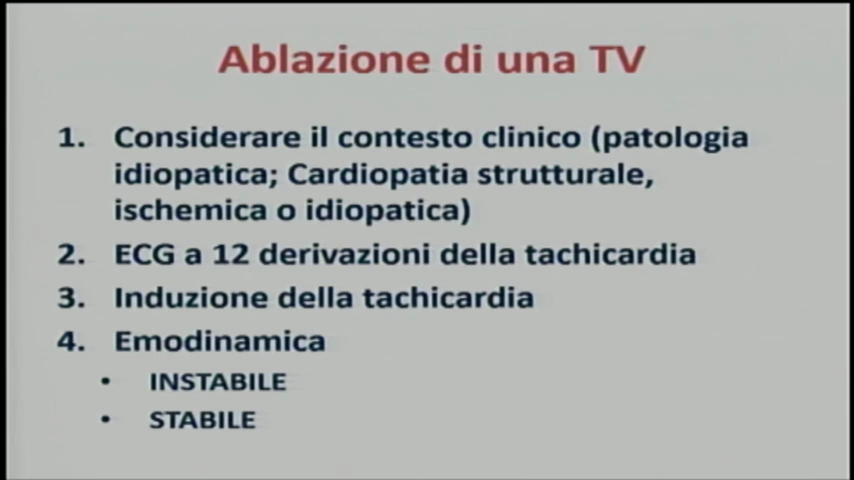 Ablazione di una TV
1. Considerare il contesto clinico (patologia
idiopatica; Cardiopatia strutturale,
ischemica o idiopatica)
2. ECG a 12 derivazioni della tachicardia
3. Induzione della tachicardia
4. Emodinamica
• INSTABILE
• STABILE